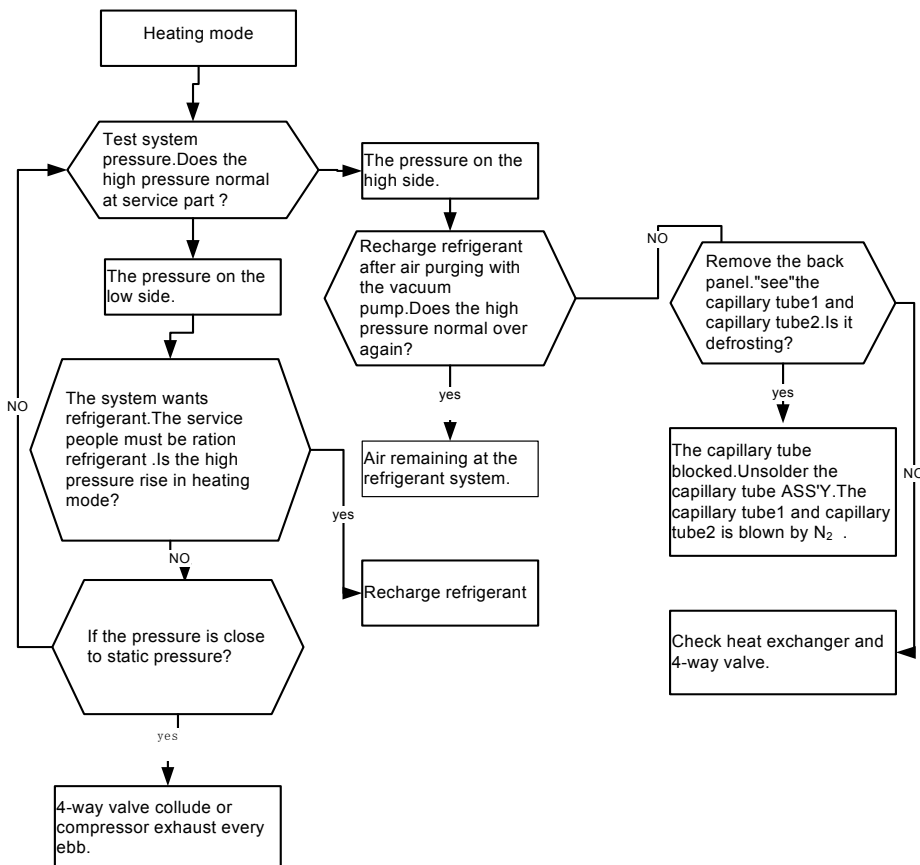 Heating mode
Test system
pressure.Does the
high pressure normal
at service part ?
The pressure on the
high side.
The pressure on the
low side.
Recharge refrigerant
after air purging with
the vacuum
pump.Does the high
pressure normal over
again?
NO
Remove the back
panel."see"the
capillary tube1 and
capillary tube2.Is it
defrosting?
NO
The system wants
refrigerant.The service
people must be ration
refrigerant .Is the high
pressure rise in heating
mode?
yes
yes
Air remaining at the
refrigerant system.
The capillary tube
blocked.Unsolder the
capillary tube ASS'Y.The
capillary tube1 and capillary
tube2 is blown by N₂ .
NO
yes
NO
Recharge refrigerant
If the pressure is close
to static pressure?
Check heat exchanger and
4-way valve.
yes
4-way valve collude or
compressor exhaust every
ebb.